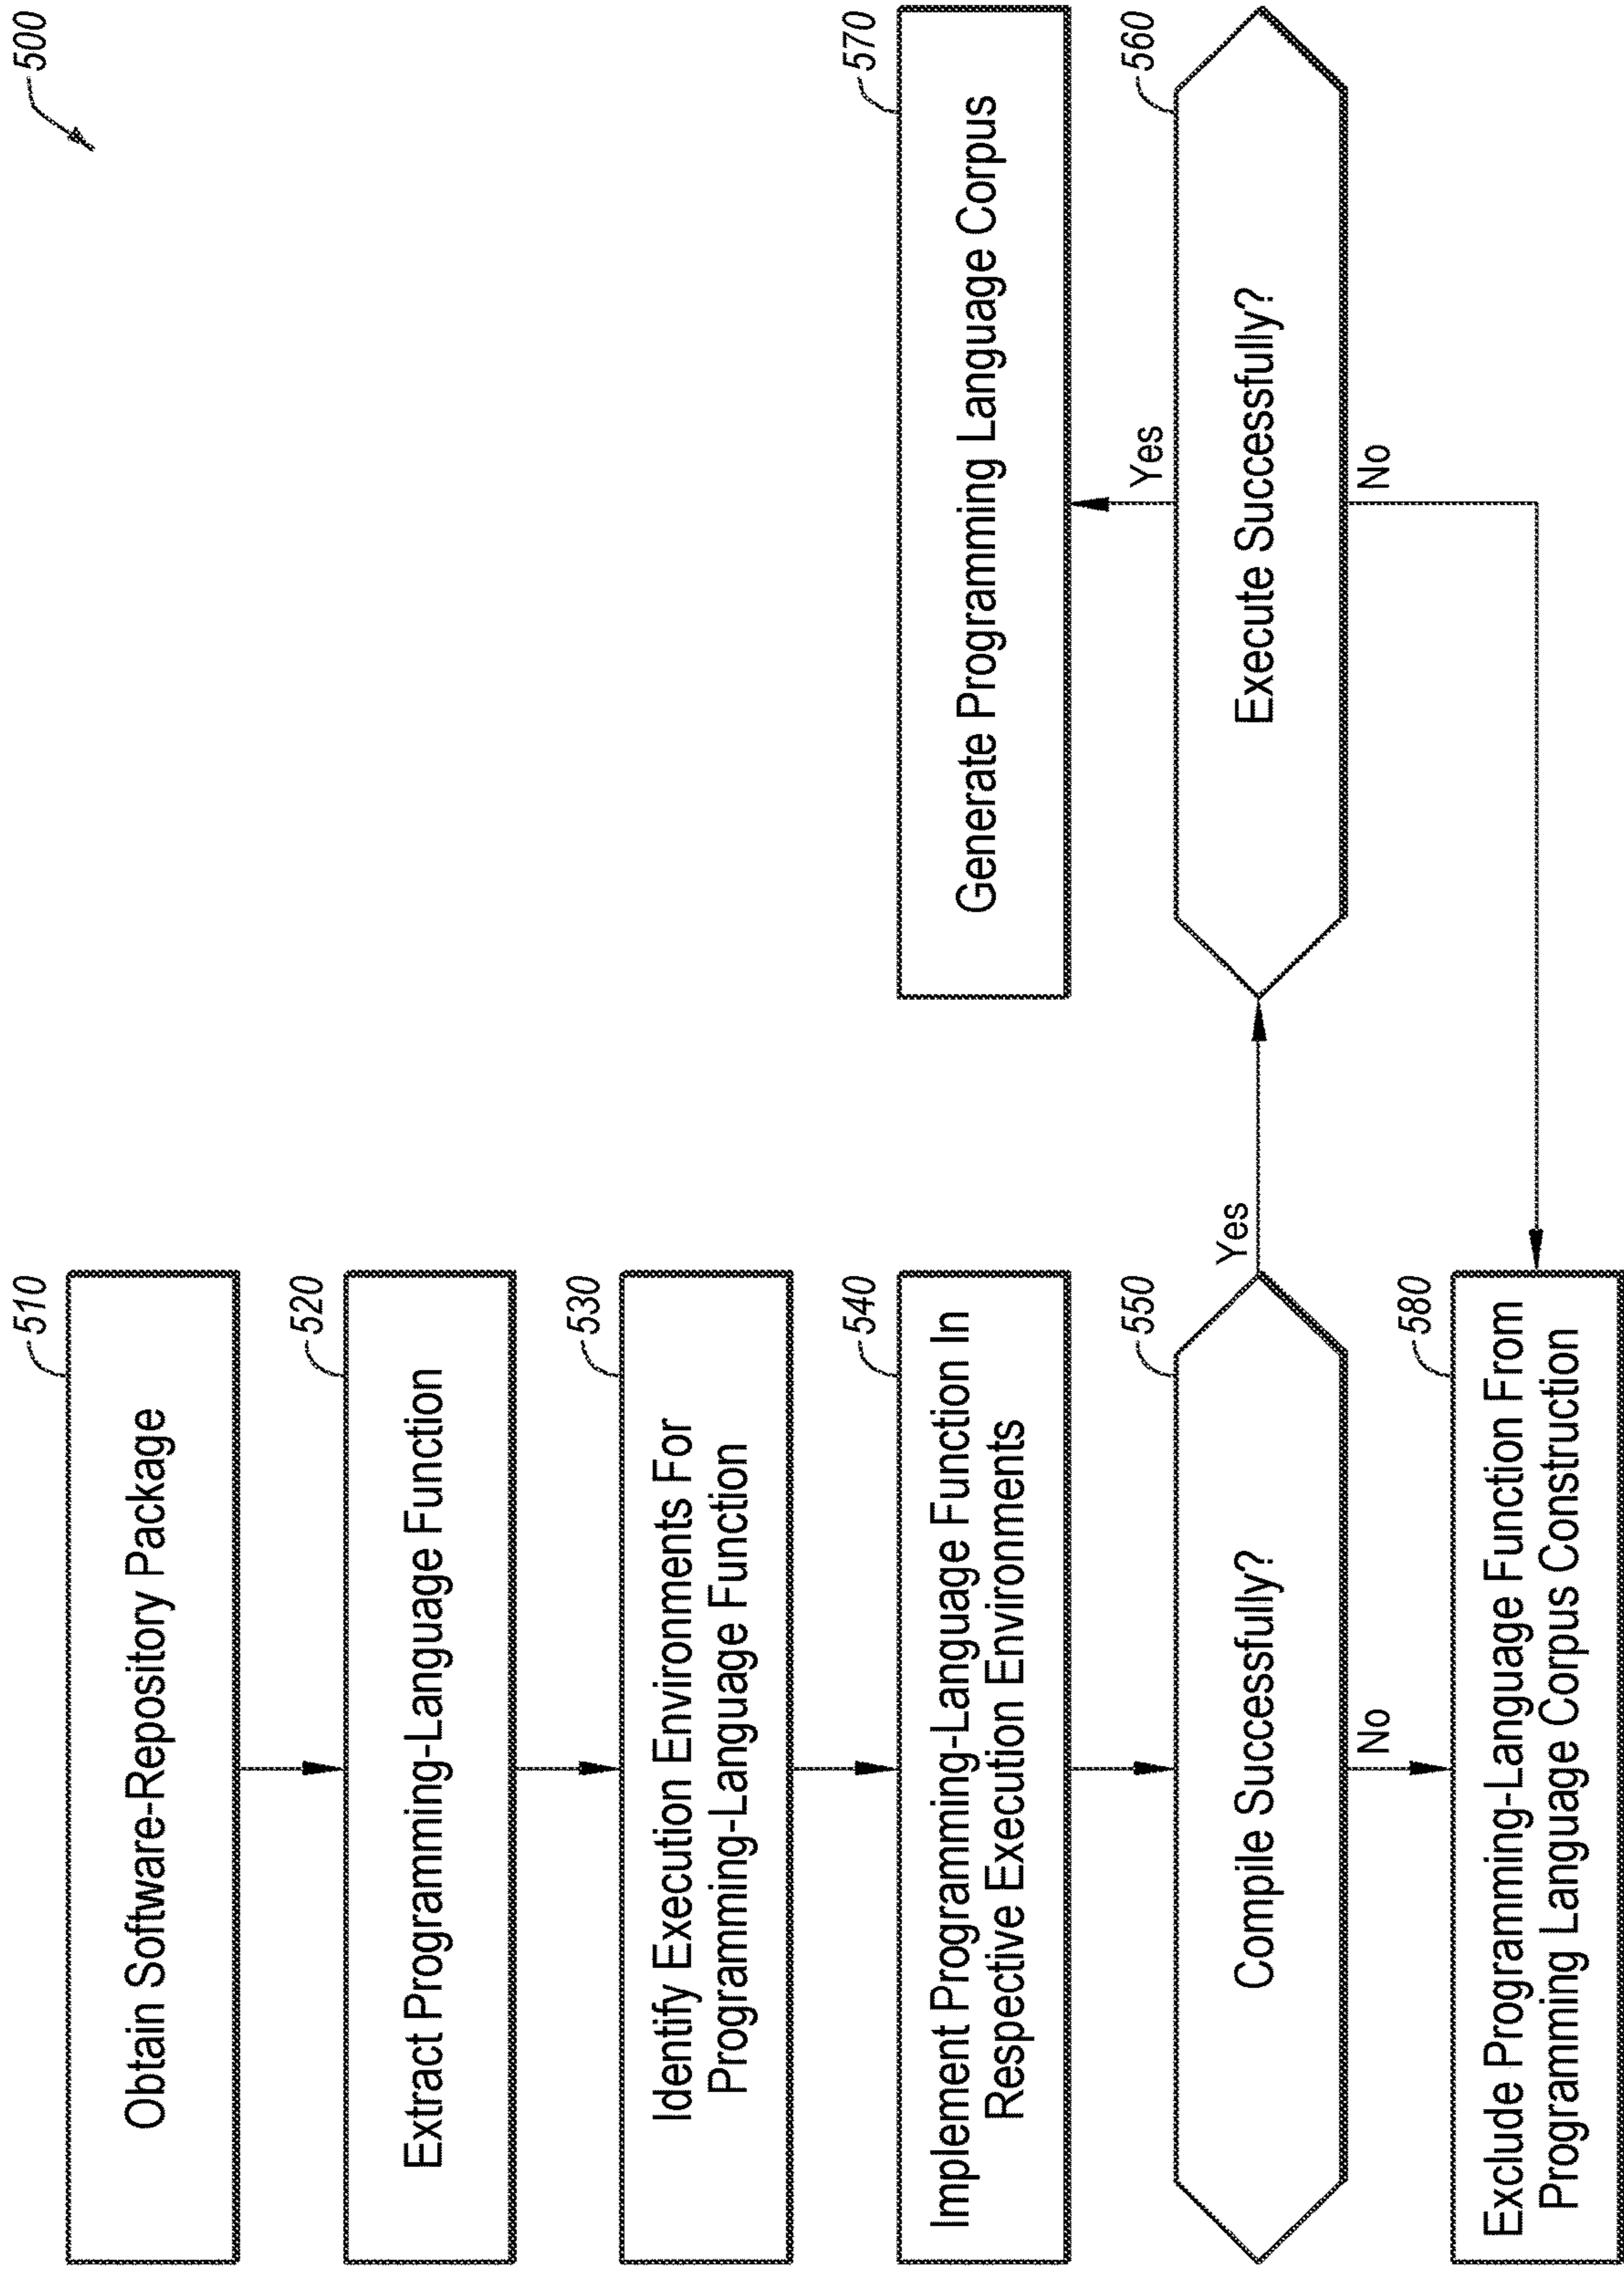 500
510
Obtain Software-Repository Package
520
Extract Programming-Language Function
530
Identify Execution Environments For
Programming-Language Function
540
Implement Programming-Language Function In
Respective Execution Environments
550
Compile Successfully?
Yes
No
560
Execute Successfully?
Yes
No
570
Generate Programming Language Corpus
580
Exclude Programming-Language Function From
Programming Language Corpus Construction